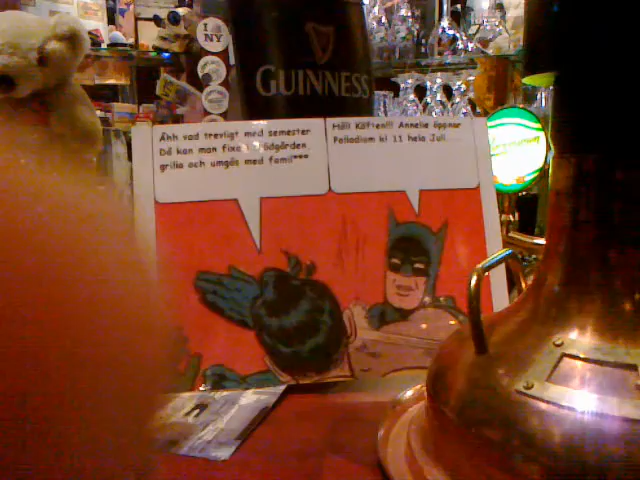 I ♥ NY
GUINNESS
Åhh vad trevligt med semester
Då kan man fixa trädgården
grilla och umgås med fami***
Håll Käften!!! Annelie öppnar
Palladium kl 11 hela Juli